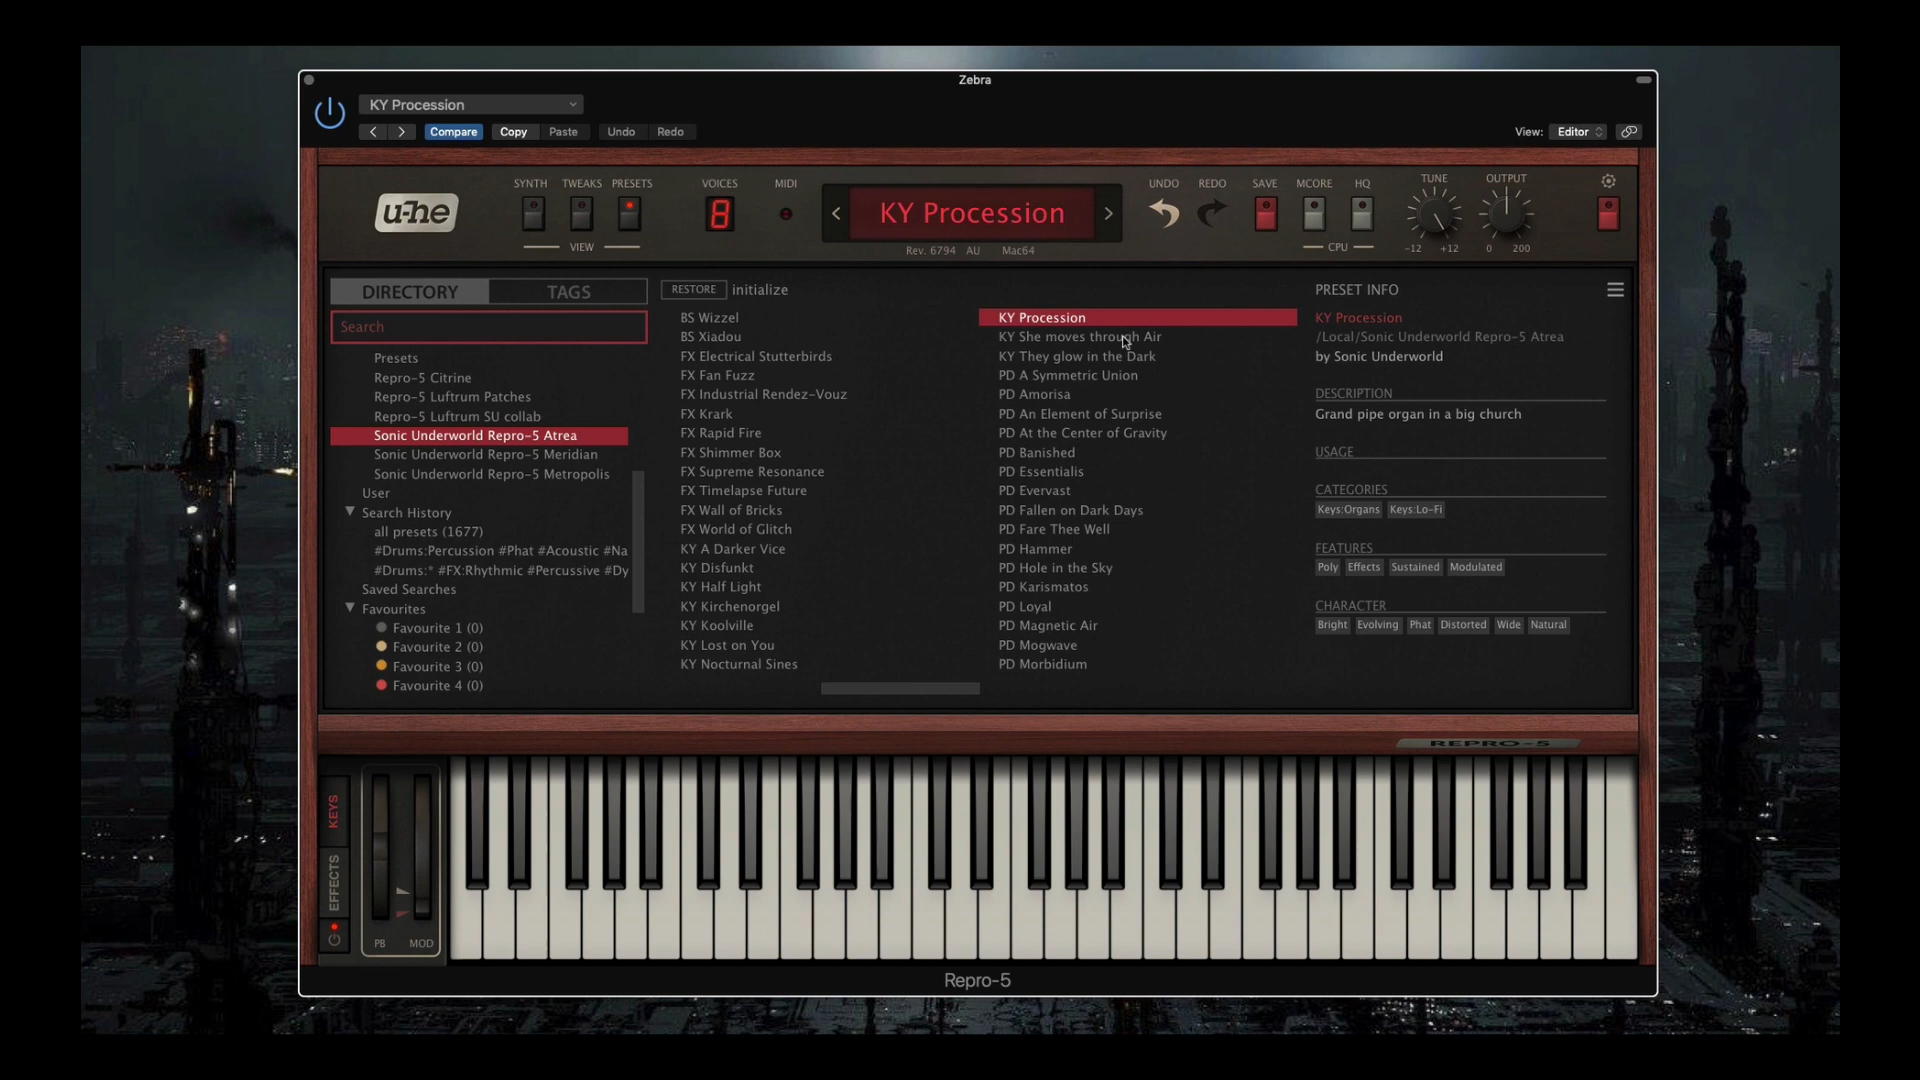 Zebra
KY Procession
Compare Copy Paste Undo Redo
View: Editor
SYNTH TWEAKS PRESETS
VIEW
VOICES
8
MIDI
u-he
KY Procession
Rev. 6794 AU Mac64
UNDO REDO SAVE MCORE HQ
CPU
TUNE
-12 +12
OUTPUT
0 200
DIRECTORY TAGS
Search
Presets
Repro-5 Citrine
Repro-5 Luftrum Patches
Repro-5 Luftrum SU collab
Sonic Underworld Repro-5 Atrea
Sonic Underworld Repro-5 Meridian
Sonic Underworld Repro-5 Metropolis
User
Search History
all presets (1677)
#Drums:Percussion #Phat #Acoustic #Na
#Drums:* #FX:Rhythmic #Percussive #Dy
Saved Searches
Favourites
Favourite 1 (0)
Favourite 2 (0)
Favourite 3 (0)
Favourite 4 (0)
RESTORE initialize
BS Wizzel
BS Xiadou
FX Electrical Stutterbirds
FX Fan Fuzz
FX Industrial Rendez-Vouz
FX Krark
FX Rapid Fire
FX Shimmer Box
FX Supreme Resonance
FX Timelapse Future
FX Wall of Bricks
FX World of Glitch
KY A Darker Vice
KY Disfunkt
KY Half Light
KY Kirchenorgel
KY Koolville
KY Lost on You
KY Nocturnal Sines
KY Procession
KY She moves through Air
KY They glow in the Dark
PD A Symmetric Union
PD Amorisa
PD An Element of Surprise
PD At the Center of Gravity
PD Banished
PD Essentialis
PD Evervast
PD Fallen on Dark Days
PD Fare Thee Well
PD Hammer
PD Hole in the Sky
PD Karismatos
PD Loyal
PD Magnetic Air
PD Mogwave
PD Morbidium
PRESET INFO
KY Procession
/Local/Sonic Underworld Repro-5 Atrea
by Sonic Underworld
DESCRIPTION
Grand pipe organ in a big church
USAGE
CATEGORIES
Keys:Organs Keys:Lo-Fi
FEATURES
Poly Effects Sustained Modulated
CHARACTER
Bright Evolving Phat Distorted Wide Natural
REPRO-5
KEYS
EFFECTS
PB MOD
Repro-5